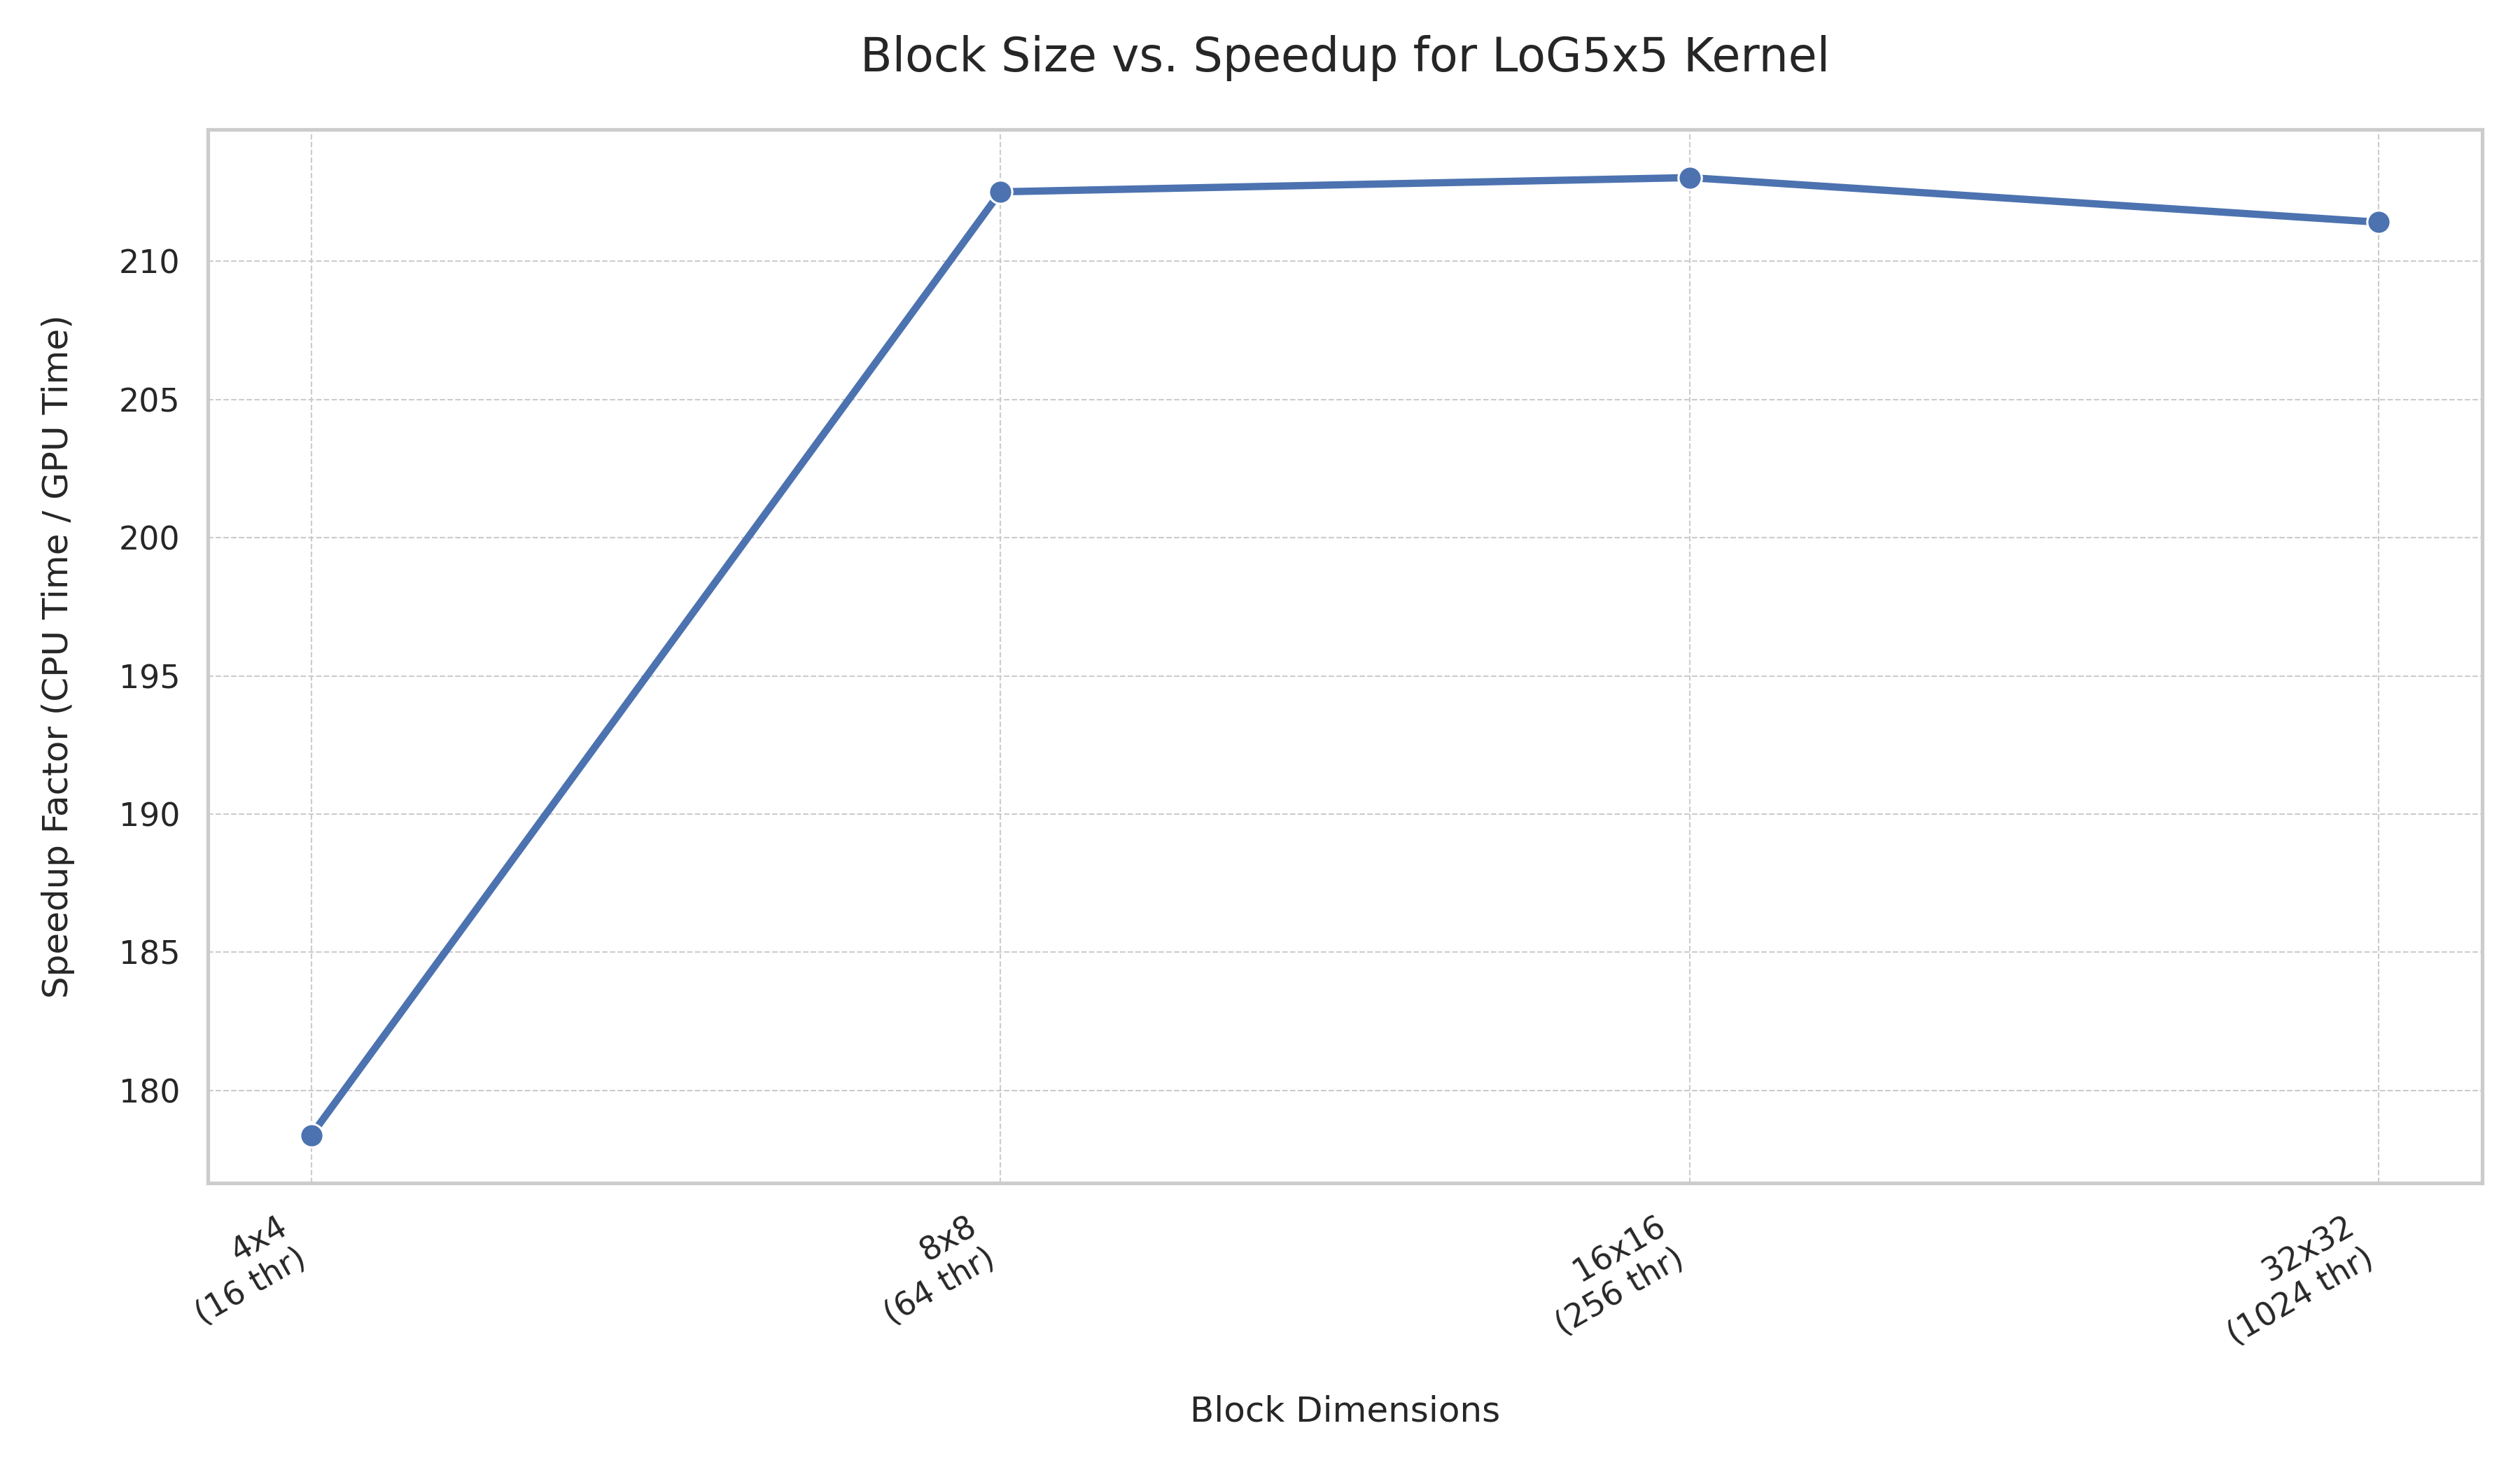 Block Size vs. Speedup for LoG5x5 Kernel
Speedup Factor (CPU Time / GPU Time)
210
205
200
195
190
185
180
4x4
(16 thr)
8x8
(64 thr)
16x16
(256 thr)
32x32
(1024 thr)
Block Dimensions